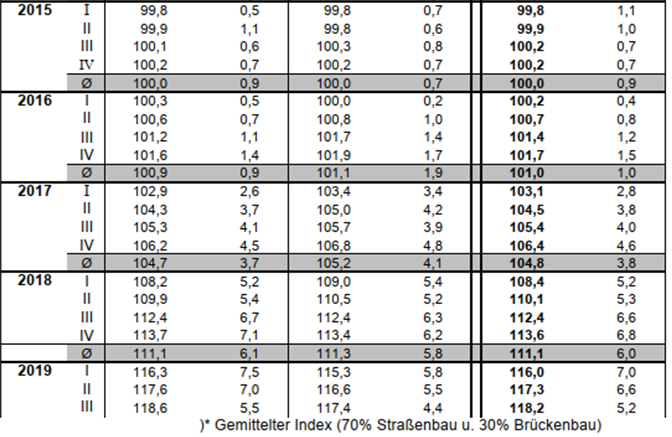 2015 I 99,8 0,5 99,8 0,7 99,8 1,1
II 99,9 1,1 99,8 0,6 99,9 1,0
III 100,1 0,6 100,3 0,8 100,2 0,7
IV 100,2 0,7 100,2 0,7 100,2 0,7
Ø 100,0 0,9 100,0 0,7 100,0 0,9
2016 I 100,3 0,5 100,0 0,2 100,2 0,4
II 100,6 0,7 100,8 1,0 100,7 0,8
III 101,2 1,1 101,7 1,4 101,4 1,2
IV 101,6 1,4 101,9 1,7 101,7 1,5
Ø 100,9 0,9 101,1 1,9 101,0 1,0
2017 I 102,9 2,6 103,4 3,4 103,1 2,8
II 104,3 3,7 105,0 4,2 104,5 3,8
III 105,3 4,1 105,7 3,9 105,4 4,0
IV 106,2 4,5 106,8 4,8 106,4 4,6
Ø 104,7 3,7 105,2 4,1 104,8 3,8
2018 I 108,2 5,2 109,0 5,4 108,4 5,2
II 109,9 5,4 110,5 5,2 110,1 5,3
III 112,4 6,7 112,4 6,3 112,4 6,6
IV 113,7 7,1 113,4 6,2 113,6 6,8
Ø 111,1 6,1 111,3 5,8 111,1 6,0
2019 I 116,3 7,5 115,3 5,8 116,0 7,0
II 117,6 7,0 116,6 5,5 117,3 6,6
III 118,6 5,5 117,4 4,4 118,2 5,2
)* Gemittelter Index (70% Straßenbau u. 30% Brückenbau)